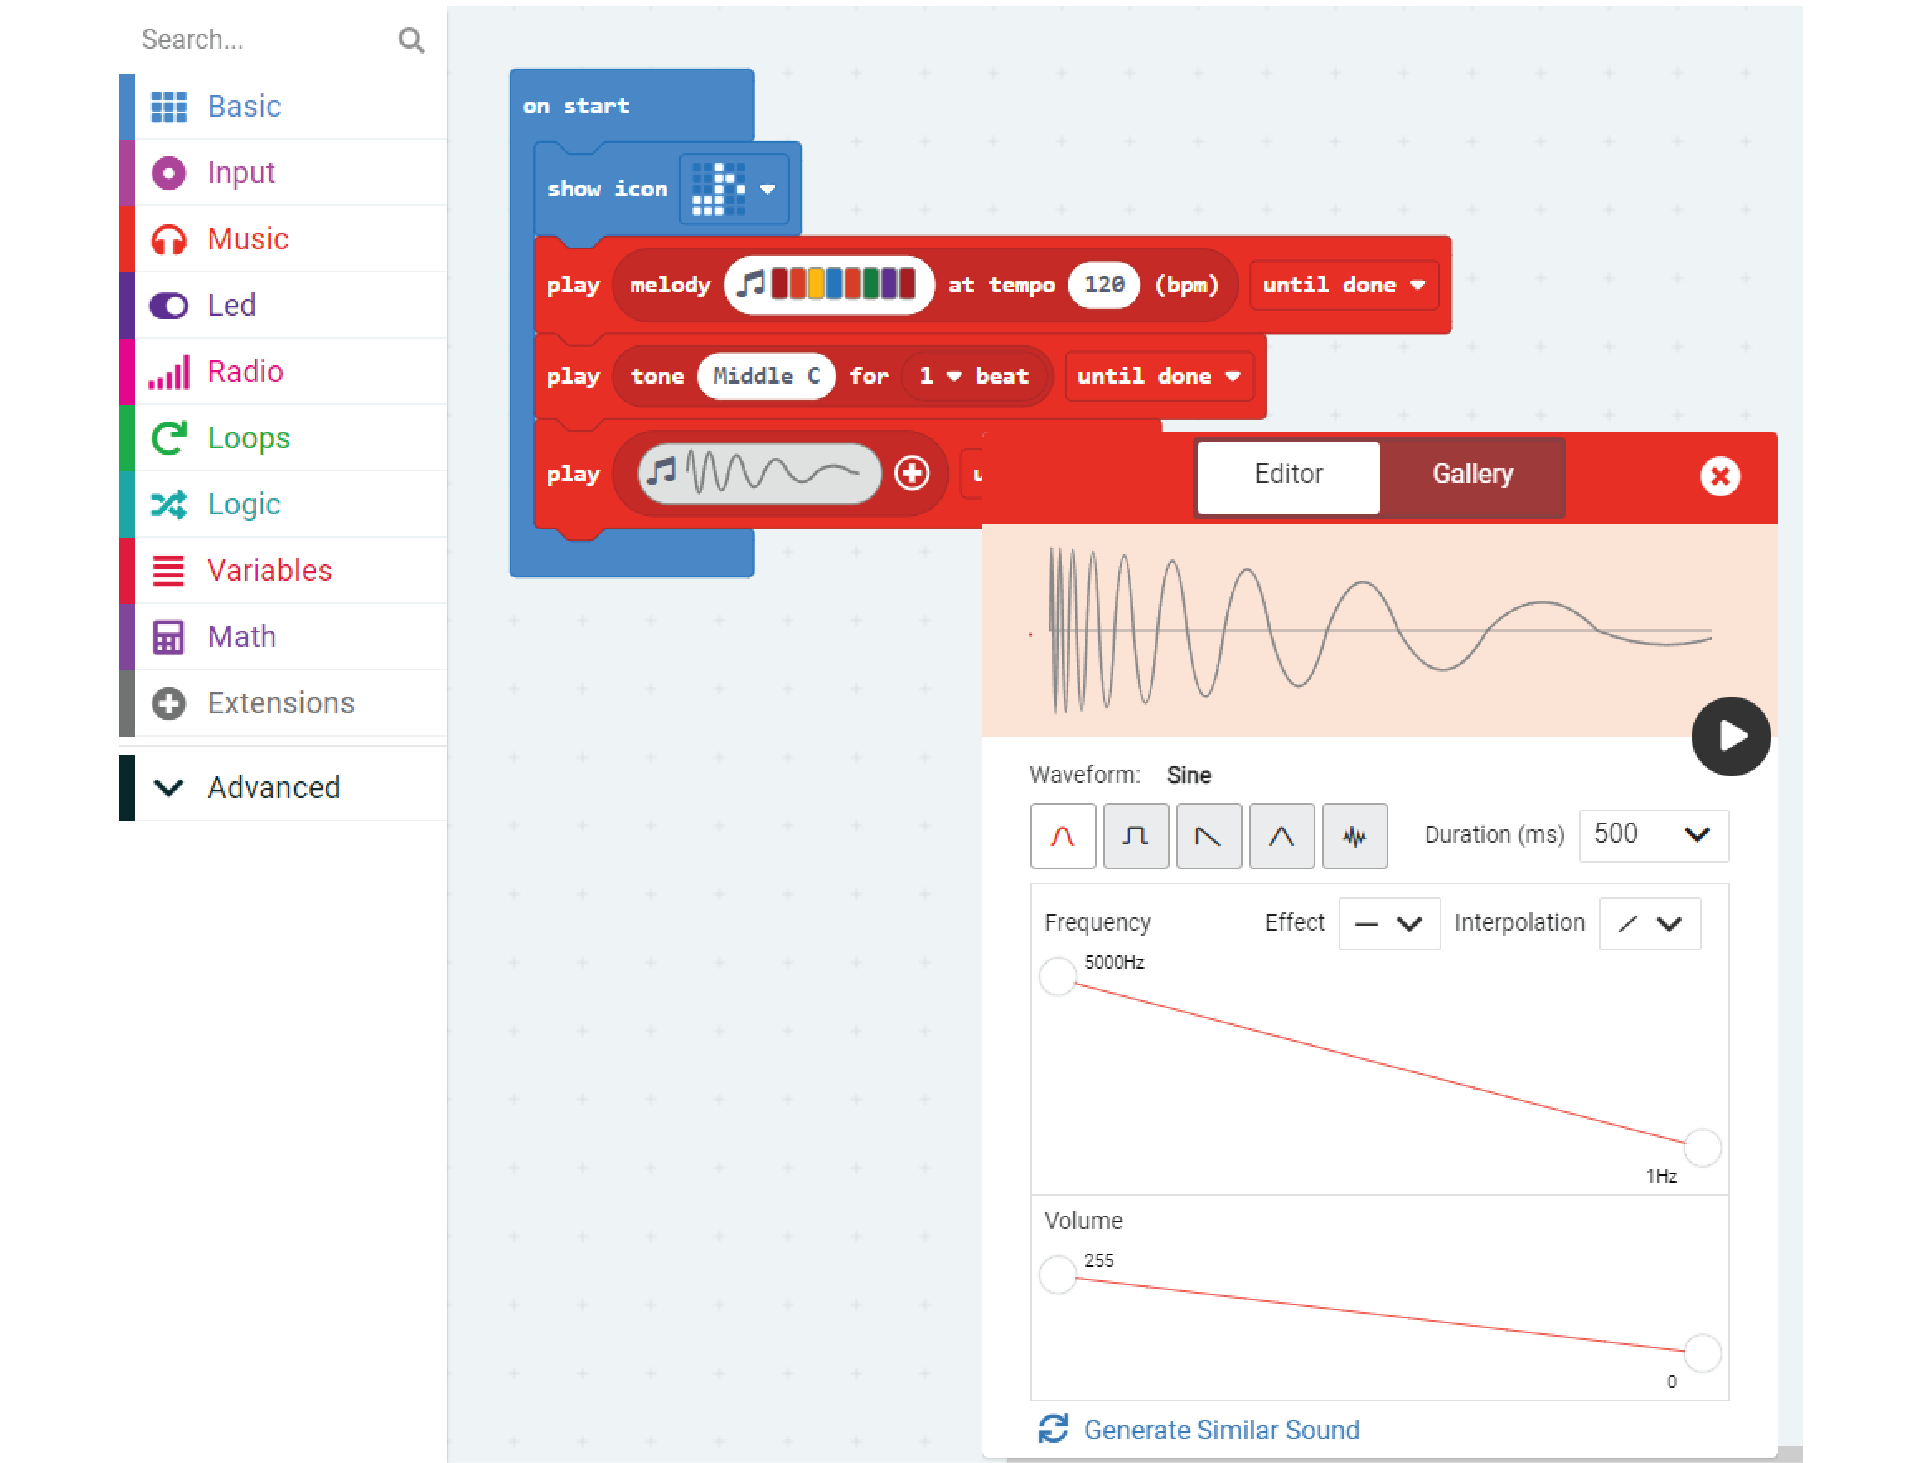 Search...
Basic
Input
Music
Led
Radio
Loops
Logic
Variables
Math
Extensions
Advanced
on start
show icon
play melody at tempo 120 (bpm) until done
play tone Middle C for 1 beat until done
play
Editor Gallery
Waveform: Sine
Duration (ms) 500
Frequency Effect Interpolation
5000Hz
1Hz
Volume
255
0
Generate Similar Sound